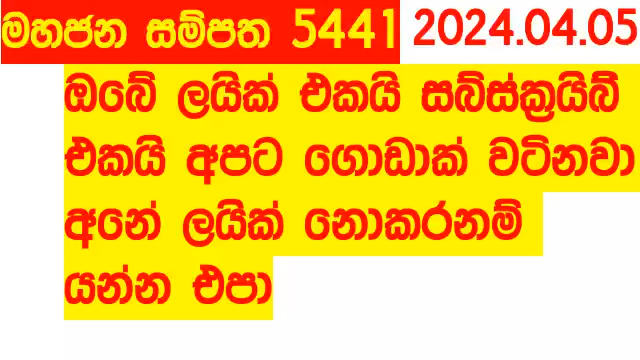 මහජන සම්පත 5441 2024.04.05
ඔබේ ලයික් එකයි සබ්ස්ක්‍රයිබ්
එකයි අපට ගොඩාක් වටිනවා
අනේ ලයික් නොකරනම්
යන්න එපා